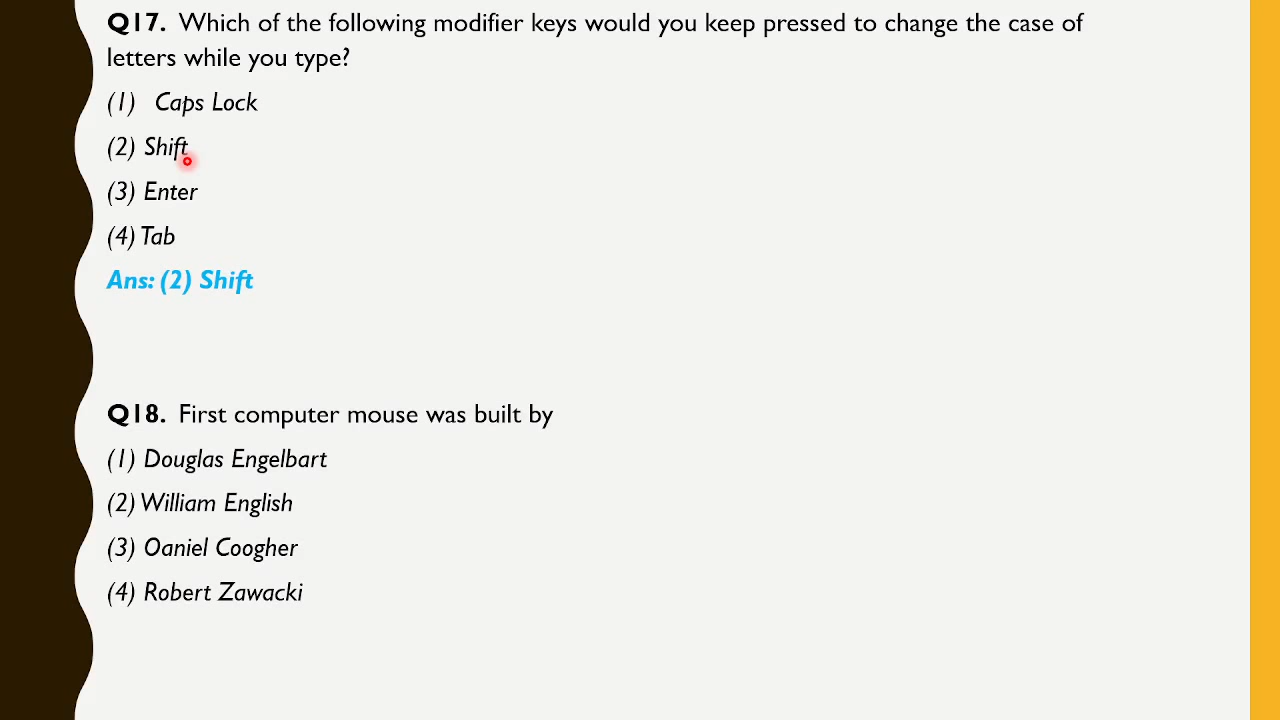 Q17. Which of the following modifier keys would you keep pressed to change the case of
letters while you type?
(1) Caps Lock
(2) Shift
(3) Enter
(4) Tab
Ans: (2) Shift
Q18. First computer mouse was built by
(1) Douglas Engelbart
(2) William English
(3) Oaniel Coogher
(4) Robert Zawacki